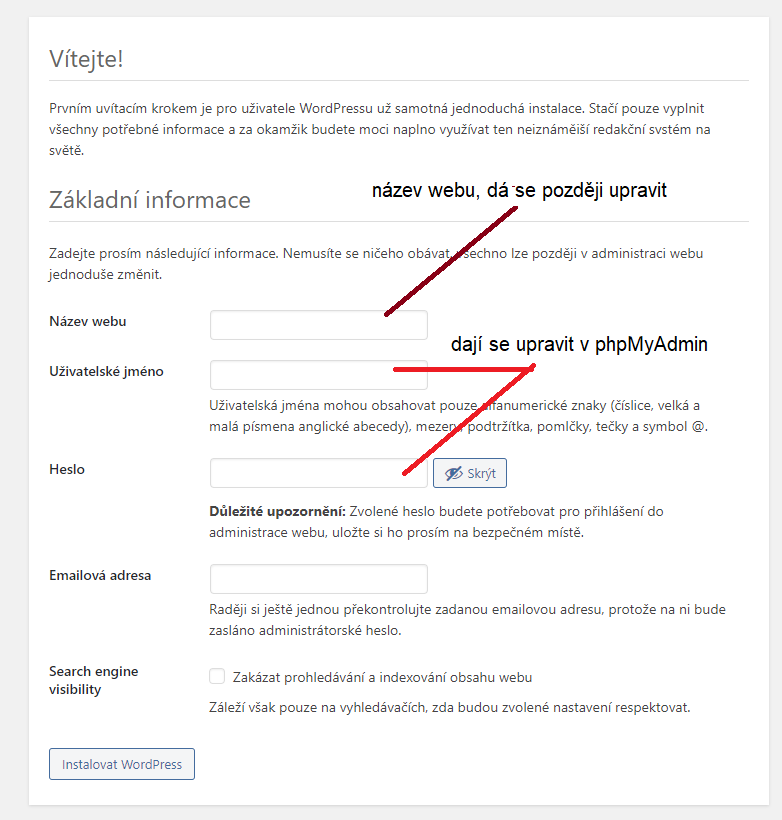 Vítejte!
Prvním uvítacím krokem je pro uživatele WordPressu už samotná jednoduchá instalace. Stačí pouze vyplnit
všechny potřebné informace a za okamžik budete moci naplno využívat ten neiznáměiší redakční svstém na
světě.
název webu, dá se později upravit
Základní informace
Zadejte prosím následující informace. Nemusíte se ničeho obávat, všechno lze později v administraci webu
jednoduše změnit.
Název webu
dají se upravit v phpMyAdmin
Uživatelské jméno
Uživatelská jména mohou obsahovat pouze alfanumerické znaky (číslice, velká a
malá písmena anglické abecedy), mezery, podtržítka, pomlčky, tečky a symbol @.
Heslo
Skrýt
Důležité upozornění: Zvolené heslo budete potřebovat pro přihlášení do
administrace webu, uložte si ho prosím na bezpečném místě.
Emailová adresa
Raději si ještě jednou překontrolujte zadanou emailovou adresu, protože na ni bude
zasláno administrátorské heslo.
Search engine
visibility
Zakázat prohledávání a indexování obsahu webu
Záleží však pouze na vyhledávačích, zda budou zvolené nastavení respektovat.
Instalovat WordPress